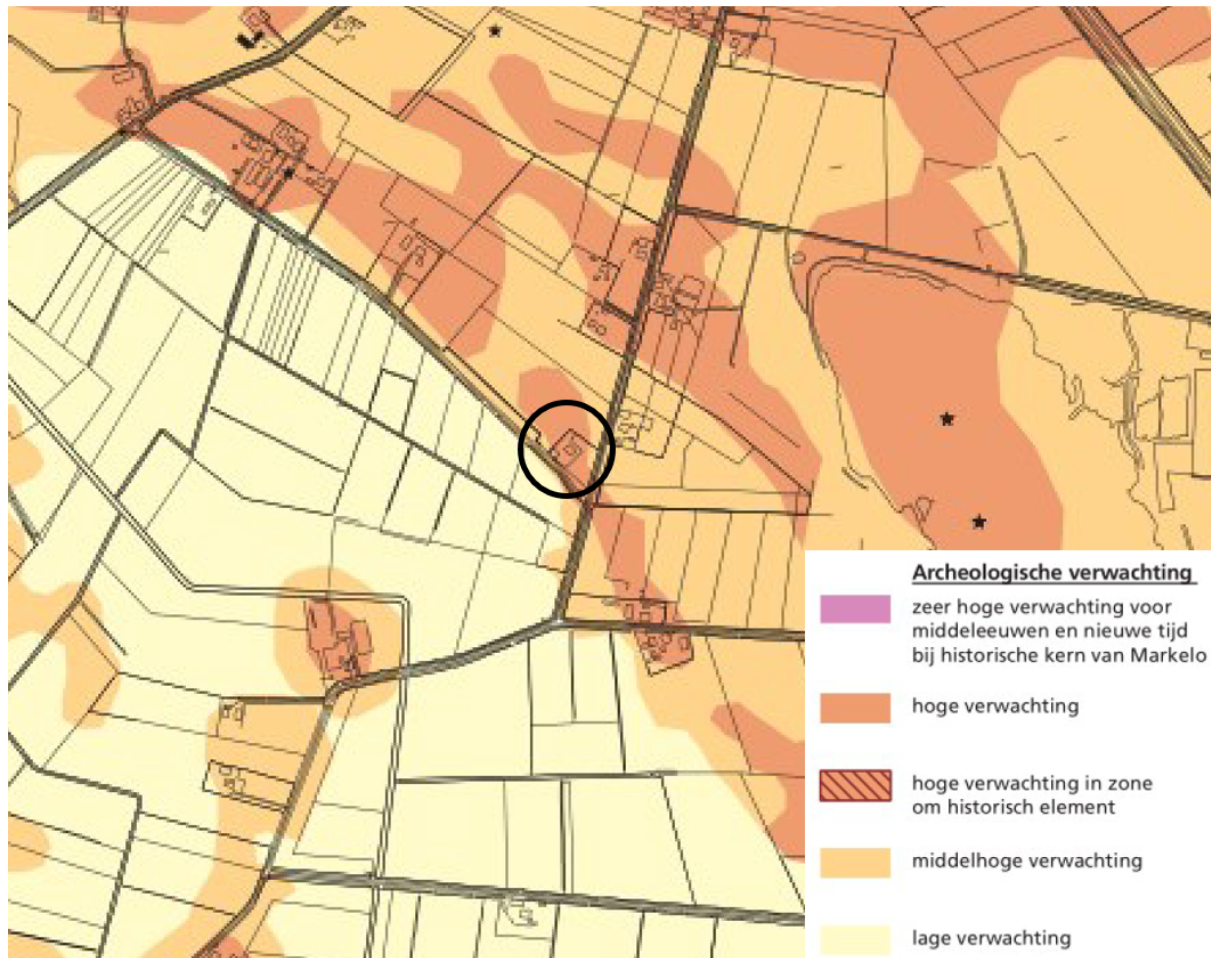 Archeologische verwachting
zeer hoge verwachting voor
middeleeuwen en nieuwe tijd
bij historische kern van Markelo
hoge verwachting
hoge verwachting in zone
om historisch element
middelhoge verwachting
lage verwachting